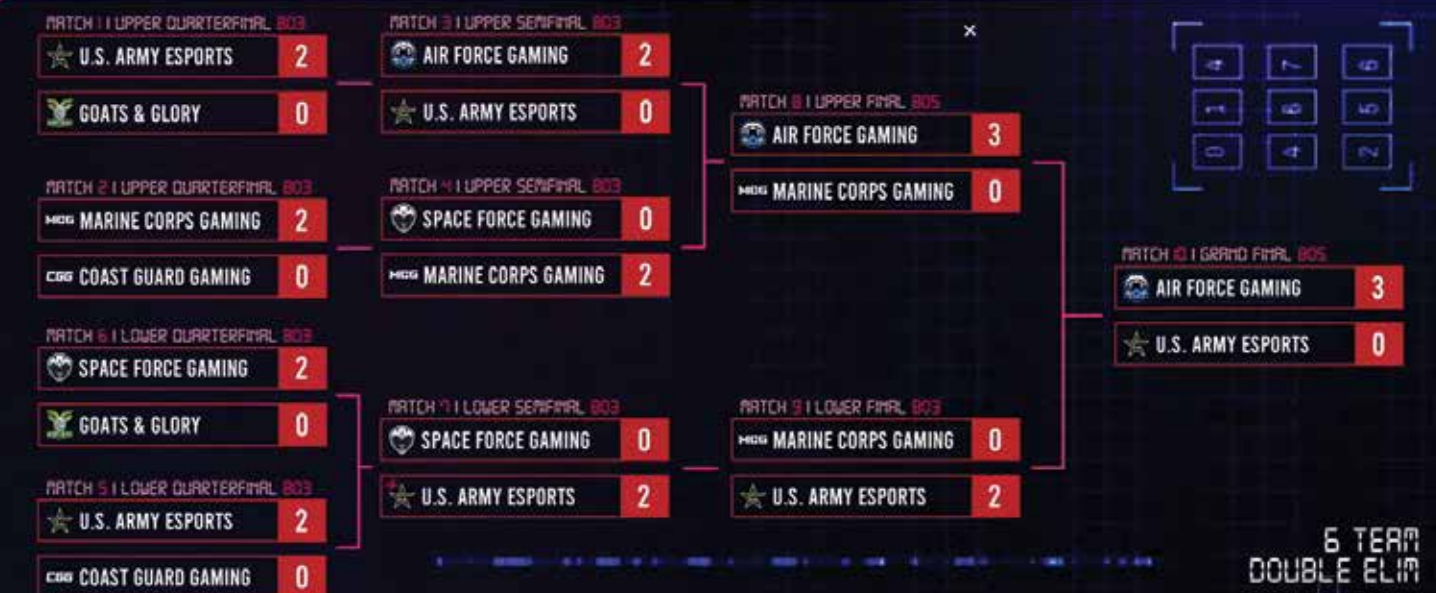 MATCH 1 | UPPER QUARTERFINAL BO3
U.S. ARMY ESPORTS 2
GOATS & GLORY 0
MATCH 2 | UPPER QUARTERFINAL BO3
MCG MARINE CORPS GAMING 2
CGG COAST GUARD GAMING 0
MATCH 6 | LOWER QUARTERFINAL BO3
SPACE FORCE GAMING 2
GOATS & GLORY 0
MATCH 5 | LOWER QUARTERFINAL BO3
U.S. ARMY ESPORTS 2
CGG COAST GUARD GAMING 0
MATCH 3 | UPPER SEMIFINAL BO3
AIR FORCE GAMING 2
U.S. ARMY ESPORTS 0
MATCH 4 | UPPER SEMIFINAL BO3
SPACE FORCE GAMING 0
MCG MARINE CORPS GAMING 2
MATCH 7 | LOWER SEMIFINAL BO3
SPACE FORCE GAMING 0
U.S. ARMY ESPORTS 2
MATCH 8 | UPPER FINAL BO5
AIR FORCE GAMING 3
MCG MARINE CORPS GAMING 0
MATCH 9 | LOWER FINAL BO3
MCG MARINE CORPS GAMING 0
U.S. ARMY ESPORTS 2
MATCH 10 | GRAND FINAL BO5
AIR FORCE GAMING 3
U.S. ARMY ESPORTS 0
6 TEAM
DOUBLE ELIM